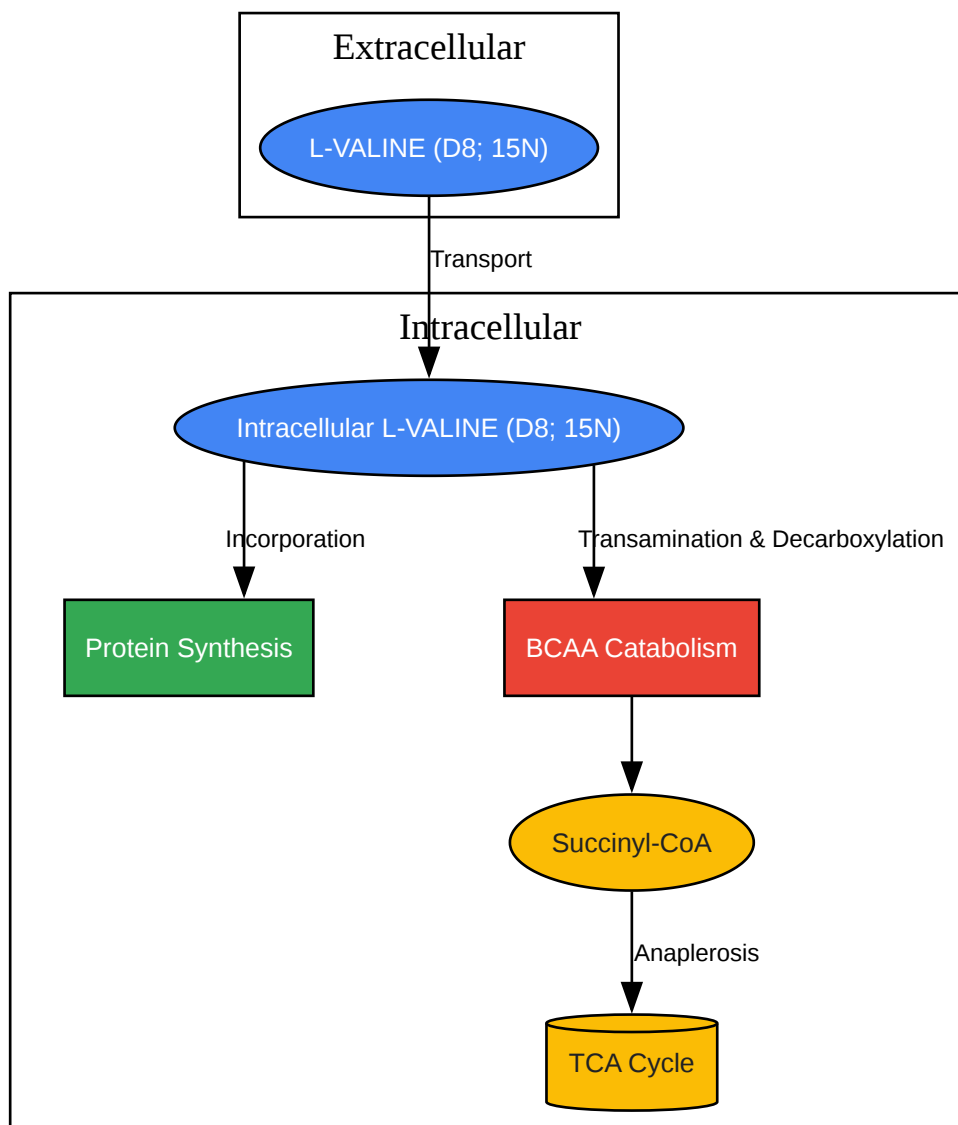 Extracellular
L-VALINE (D8; 15N)
Transport
Intracellular
Intracellular L-VALINE (D8; 15N)
Incorporation
Transamination & Decarboxylation
Protein Synthesis
BCAA Catabolism
Succinyl-CoA
Anaplerosis
TCA Cycle